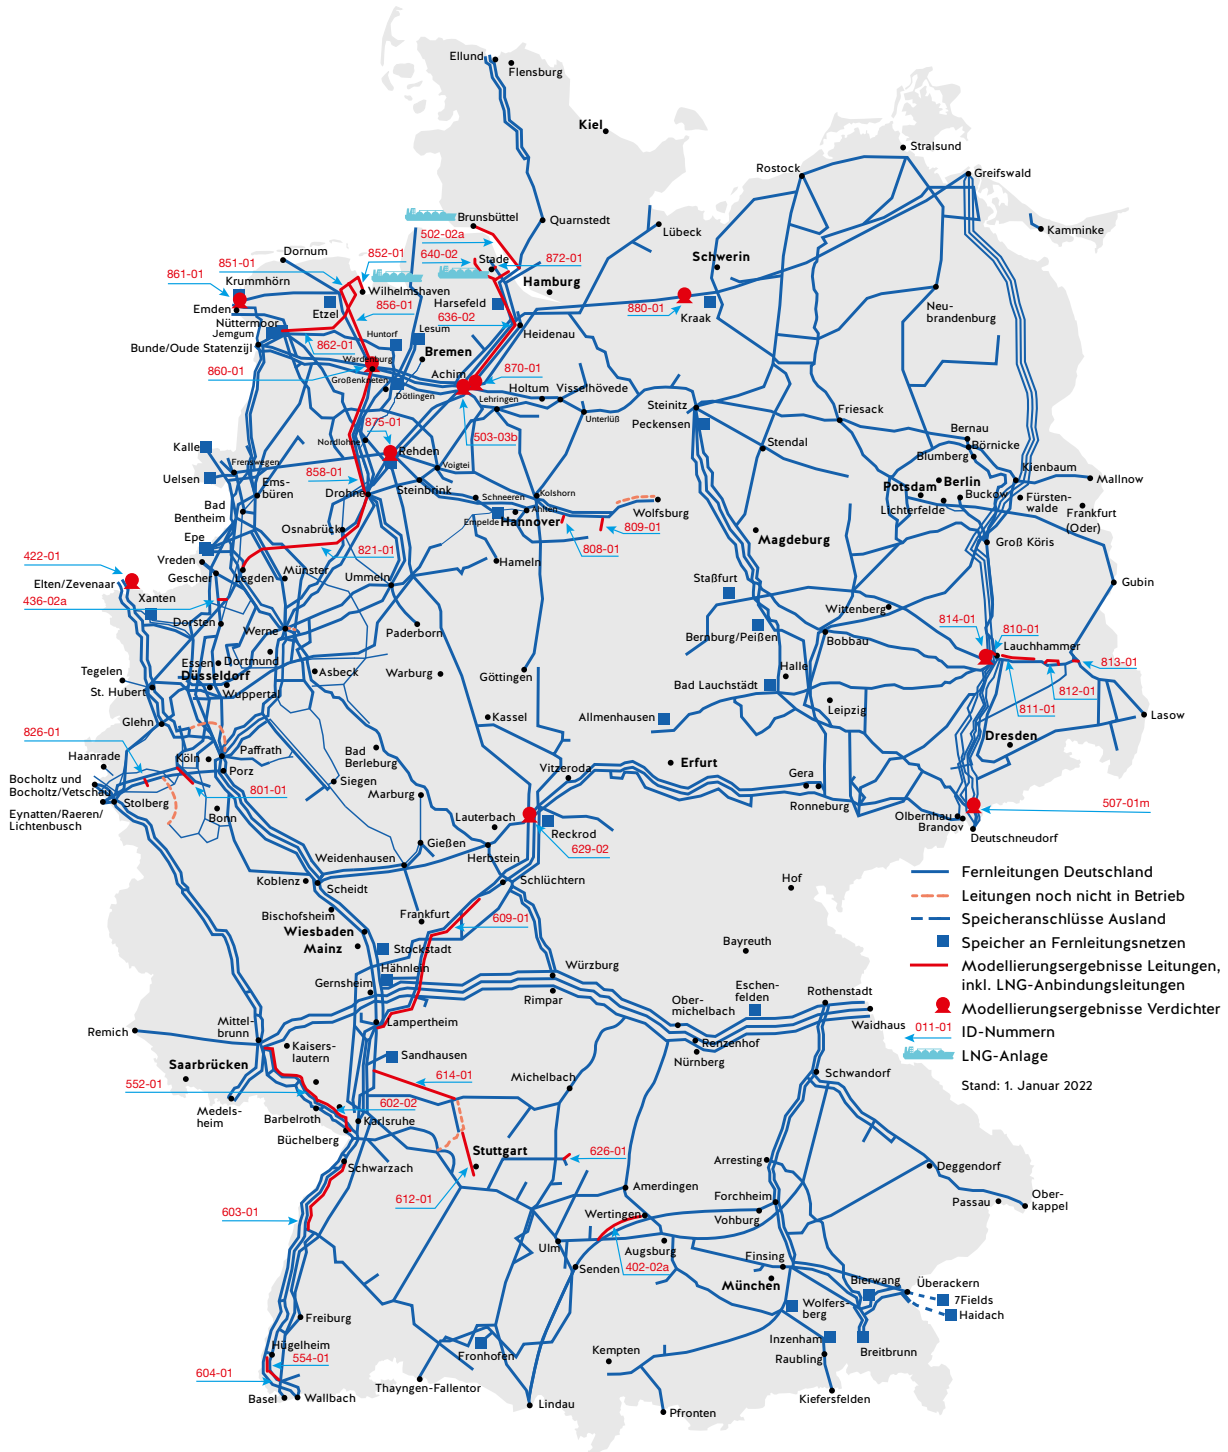 Ellund
Flensburg
Kiel
Stralsund
Rostock
Greifswald
Brunsbüttel
Quarnstedt
Lübeck
Kamminke
502-02a
640-02
Stade
872-01
Schwerin
Dornum
851-01
852-01
861-01
Krummhörn
Wilhelmshaven
Hamburg
Emden
Etzel
856-01
Harsefeld
636-02
880-01
Kraak
Neu-
brandenburg
Nüttermoor
Jemgum
Huntorf
Lesum
Heidenau
Bunde/Oude Statenzijl
862-01
Wardenburg
Bremen
860-01
Großenkneten
Achim
870-01
Dötlingen
Holtum
Visselhövede
Lehringen
Unterlüß
Steinitz
Peckensen
Friesack
875-01
503-03b
Bernau
Börnicke
Blumberg
Nordlohne
Rehden
Stendal
Kalle
Frenswegen
Voigtei
Kienbaum
Mallnow
Uelsen
Ems-
büren
858-01
Drohne
Steinbrink
Schneeren
Kolshorn
Potsdam
Berlin
Buckow
Lichterfelde
Fürsten-
walde
Frankfurt
(Oder)
Bad
Bentheim
Empelde
Hannover
Ahlten
Wolfsburg
Osnabrück
808-01
809-01
Magdeburg
Groß Köris
Epe
422-01
821-01
Vreden
Gescher
Legden
Münster
Ummeln
Hameln
Elten/Zevenaar
Xanten
436-02a
Staßfurt
Gubin
Dorsten
Werne
Paderborn
Wittenberg
814-01
810-01
Bernburg/Peißen
Bobbau
Lauchhammer
Essen
Dortmund
Düsseldorf
Asbeck
Warburg
Göttingen
Halle
813-01
Tegelen
St. Hubert
Wuppertal
Bad Lauchstädt
812-01
811-01
Glehn
Kassel
Allmenhausen
Leipzig
Lasow
826-01
Paffrath
Bad
Berleburg
Dresden
Haanrade
Köln
Porz
Siegen
Vitzeroda
Erfurt
Gera
Bocholtz und
Bocholtz/Vetschau
801-01
Marburg
Ronneburg
Eynatten/Raeren/
Lichtenbusch
Stolberg
Bonn
Lauterbach
Reckrod
507-01m
Olbernhau
Brandov
Deutschneudorf
Gießen
629-02
Weidenhausen
Herbstein
Koblenz
Scheidt
Schlüchtern
Hof
Bischofsheim
Frankfurt
609-01
Wiesbaden
Mainz
Stockstadt
Bayreuth
Hähnlein
Gernsheim
Würzburg
Rimpar
Eschen-
felden
Rothenstadt
Ober-
michelbach
Waidhaus
Remich
Mittel-
brunn
Lampertheim
Renzenhof
Nürnberg
Kaisers-
lautern
Saarbrücken
Sandhausen
Schwandorf
552-01
614-01
Michelbach
Medels-
heim
Barbelroth
602-02
Karlsruhe
Büchelberg
Stuttgart
626-01
Schwarzach
Arresting
Deggendorf
612-01
Amerdingen
Forchheim
Passau
Ober-
kappel
603-01
Wertingen
Vohburg
Ulm
Augsburg
Senden
402-02a
Finsing
München
Bierwang
Überackern
7Fields
Haidach
Wolfers-
berg
Freiburg
Hügelheim
554-01
604-01
Fronhofen
Kempten
Inzenham
Raubling
Breitbrunn
Basel
Wallbach
Thayngen-Fallentor
Lindau
Pfronten
Kiefersfelden
Fernleitungen Deutschland
Leitungen noch nicht in Betrieb
Speicheranschlüsse Ausland
Speicher an Fernleitungsnetzen
Modellierungsergebnisse Leitungen,
inkl. LNG-Anbindungsleitungen
Modellierungsergebnisse Verdichter
011-01
ID-Nummern
LNG-Anlage
Stand: 1. Januar 2022